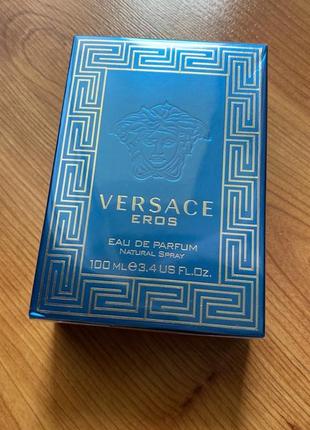 VERSACE
EROS
EAU DE PARFUM
NATURAL SPRAY
100 ML℮3.4 US FL.Oz.